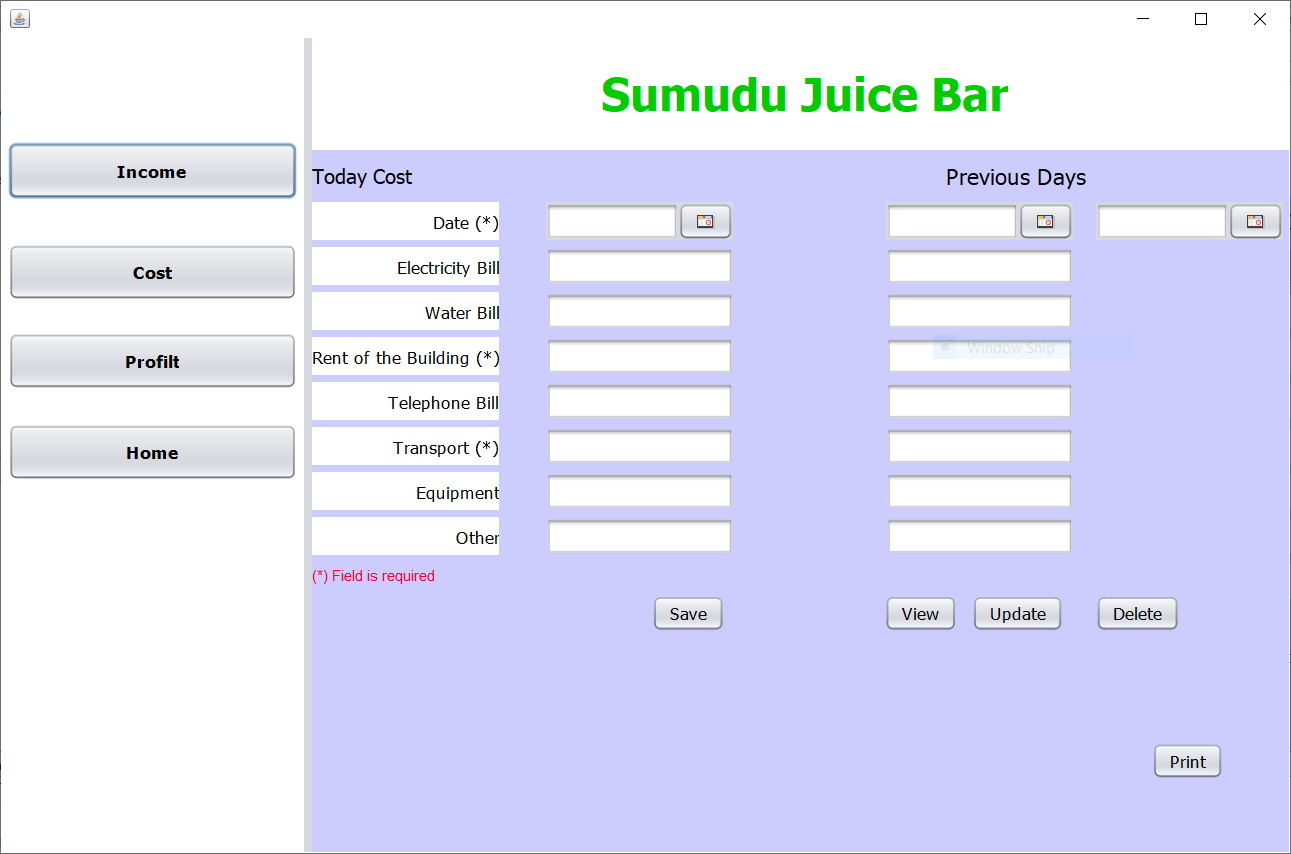 Sumudu Juice Bar
Income
Cost
Profilt
Home
Today Cost
Previous Days
Date (*)
Electricity Bill
Water Bill
Rent of the Building (*)
Window Snip
Telephone Bill
Transport (*)
Equipment
Other
(*) Field is required
Save
View
Update
Delete
Print